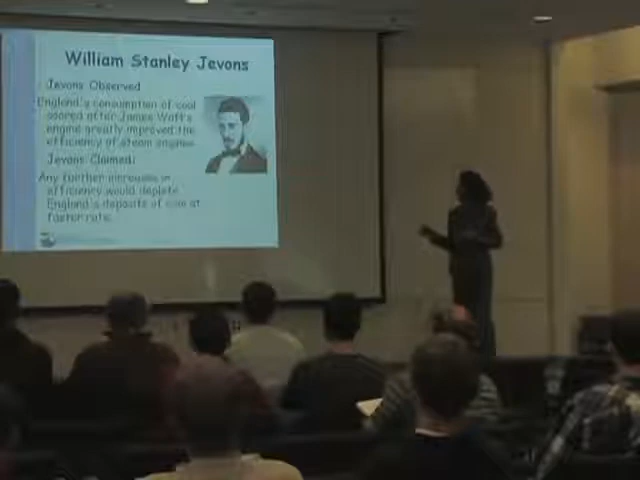 William Stanley Jevons
Jevons Observed
England's consumption of coal
soared after James Watt's
engine greatly improved the
efficiency of steam engines
Jevons Claimed:
Any further increases in
efficiency would deplete
England's deposits of coal at
faster rate.